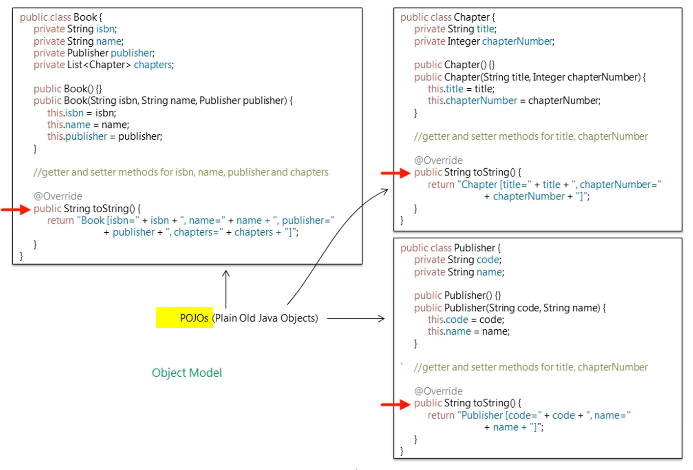 public class Book {
private String isbn;
private String name;
private Publisher publisher;
private List<Chapter> chapters;
public Book() {}
public Book(String isbn, String name, Publisher publisher) {
this.isbn = isbn;
this.name = name;
this.publisher = publisher;
}
//getter and setter methods for isbn, name, publisher and chapters
@Override
public String toString() {
return "Book [isbn=" + isbn + ", name=" + name + ", publisher="
+ publisher + ", chapters=" + chapters + "]";
}
}
public class Chapter {
private String title;
private Integer chapterNumber;
public Chapter() {}
public Chapter(String title, Integer chapterNumber) {
this.title = title;
this.chapterNumber = chapterNumber;
}
//getter and setter methods for title, chapterNumber
@Override
public String toString() {
return "Chapter [title=" + title + ", chapterNumber="
+ chapterNumber + "]";
}
}
public class Publisher {
private String code;
private String name;
public Publisher() {}
public Publisher(String code, String name) {
this.code = code;
this.name = name;
}
` //getter and setter methods for title, chapterNumber
@Override
public String toString() {
return "Publisher [code=" + code + ", name="
+ name + "]";
}
}
POJOs (Plain Old Java Objects)
Object Model